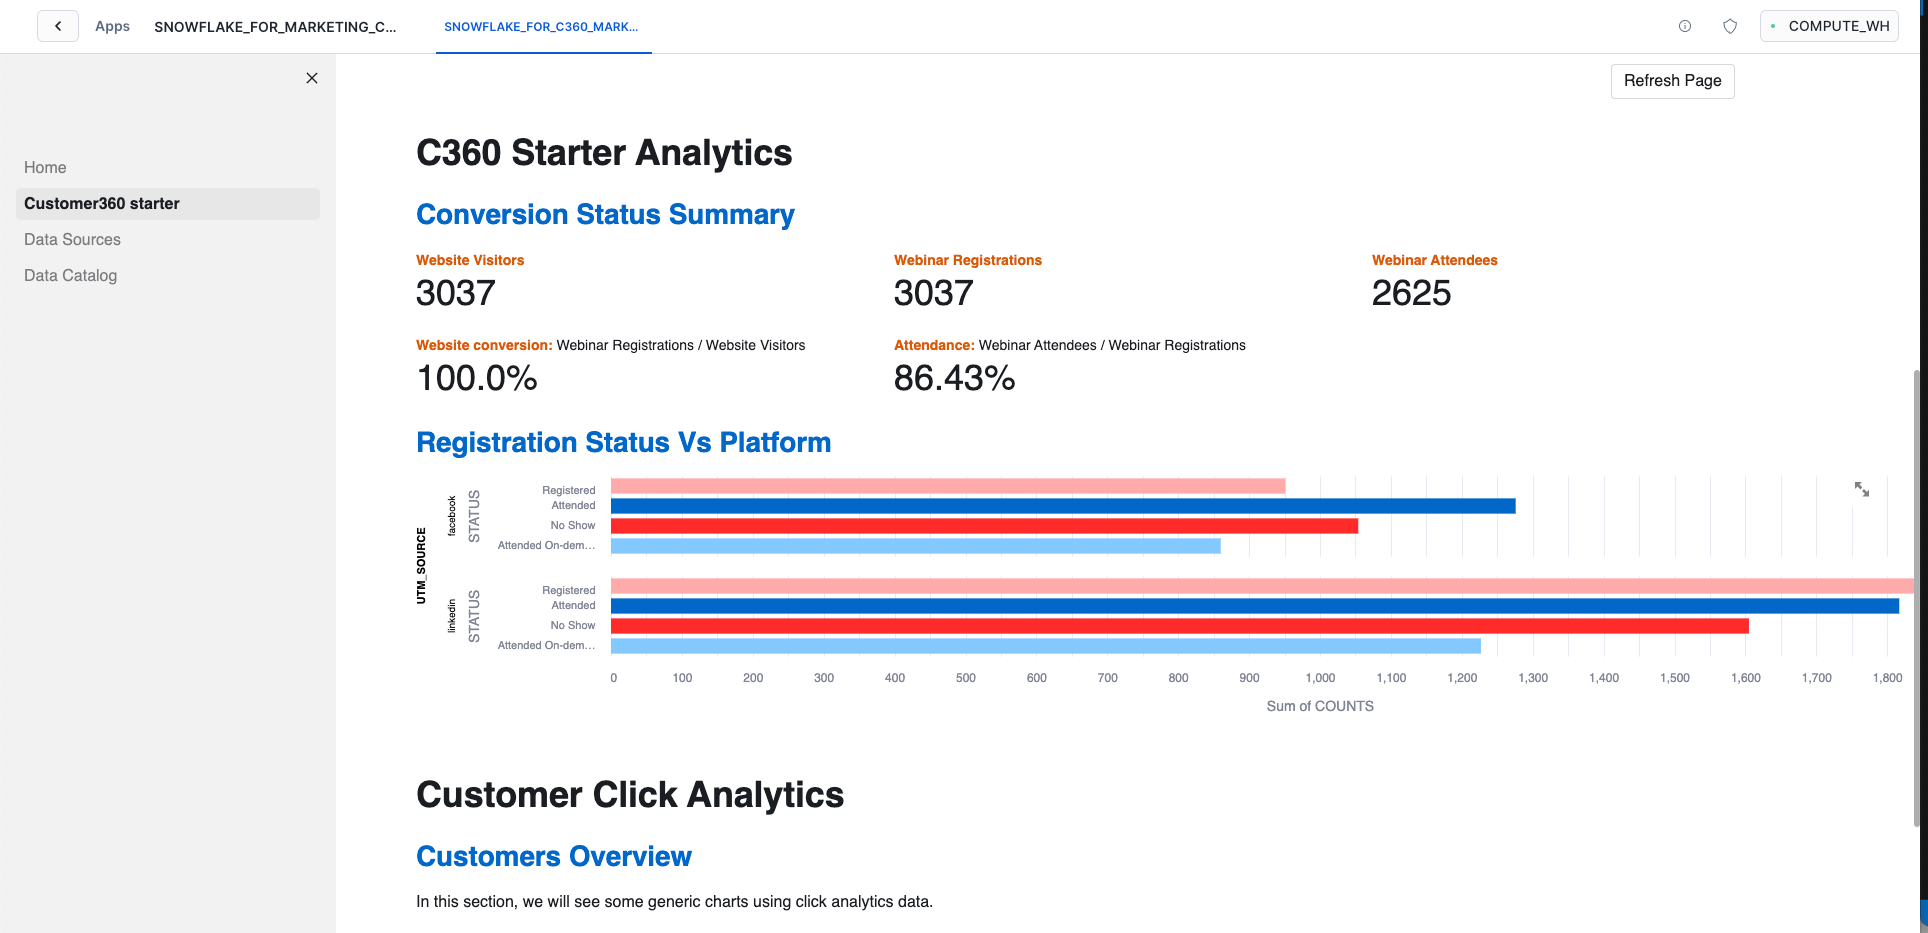 Apps
SNOWFLAKE_FOR_MARKETING_C...
SNOWFLAKE_FOR_C360_MARK...
COMPUTE_WH
Refresh Page
Home
Customer360 starter
Data Sources
Data Catalog
C360 Starter Analytics
Conversion Status Summary
Website Visitors
3037
Webinar Registrations
3037
Webinar Attendees
2625
Website conversion: Webinar Registrations / Website Visitors
100.0%
Attendance: Webinar Attendees / Webinar Registrations
86.43%
Registration Status Vs Platform
UTM_SOURCE
facebook
STATUS
Registered
Attended
No Show
Attended On-dem...
linkedin
STATUS
Registered
Attended
No Show
Attended On-dem...
0 100 200 300 400 500 600 700 800 900 1,000 1,100 1,200 1,300 1,400 1,500 1,600 1,700 1,800
Sum of COUNTS
Customer Click Analytics
Customers Overview
In this section, we will see some generic charts using click analytics data.